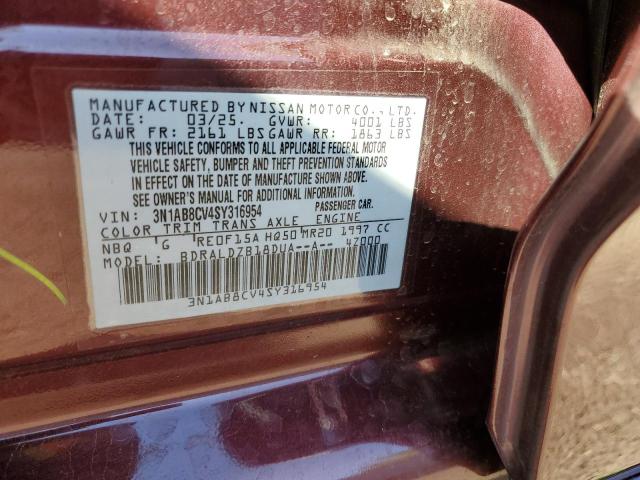 MANUFACTURED BY NISSAN MOTOR CO., LTD.
DATE: 03/25. GVWR: 4001 LBS
GAWR FR: 2161 LBS GAWR RR: 1863 LBS
THIS VEHICLE CONFORMS TO ALL APPLICABLE FEDERAL MOTOR
VEHICLE SAFETY, BUMPER AND THEFT PREVENTION STANDARDS
IN EFFECT ON THE DATE OF MANUFACTURE SHOWN ABOVE.
SEE OWNER'S MANUAL FOR ADDITIONAL INFORMATION.
VIN: 3N1AB8CV4SY316954 PASSENGER CAR.
COLOR TRIM TRANS AXLE ENGINE
NBQ G RE0F15A HQ50 MR20 1997 CC
MODEL: BDRALDZB18DUA--A-- 4Z000
3N1AB8CV4SY316954